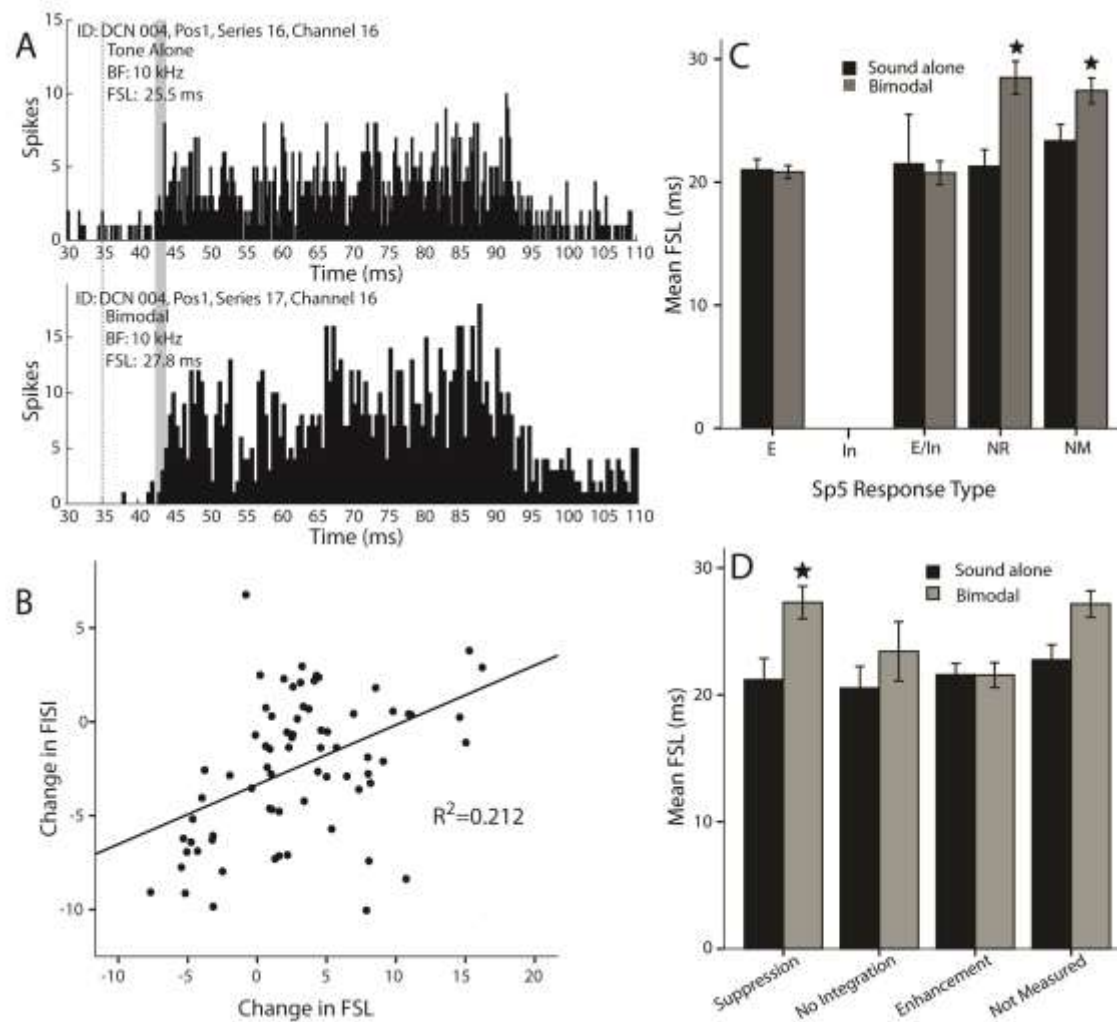 A
ID: DCN 004, Pos1, Series 16, Channel 16
Tone Alone
BF: 10 kHz
FSL: 25.5 ms
15
10
5
0
Spikes
30 35 40 45 50 55 60 65 70 75 80 85 90 95 100 105 110
Time (ms)
ID: DCN 004, Pos1, Series 17, Channel 16
Bimodal
BF: 10 kHz
FSL: 27.8 ms
15
10
5
0
Spikes
30 35 40 45 50 55 60 65 70 75 80 85 90 95 100 105 110
Time (ms)
B
5
0
-5
-10
Change in FISI
R²=0.212
-10 -5 0 5 10 15 20
Change in FSL
C
Sound alone
Bimodal
30
20
10
0
Mean FSL (ms)
E In E/In NR NM
Sp5 Response Type
D
Sound alone
Bimodal
30
20
10
0
Mean FSL (ms)
Suppression No Integration Enhancement Not Measured